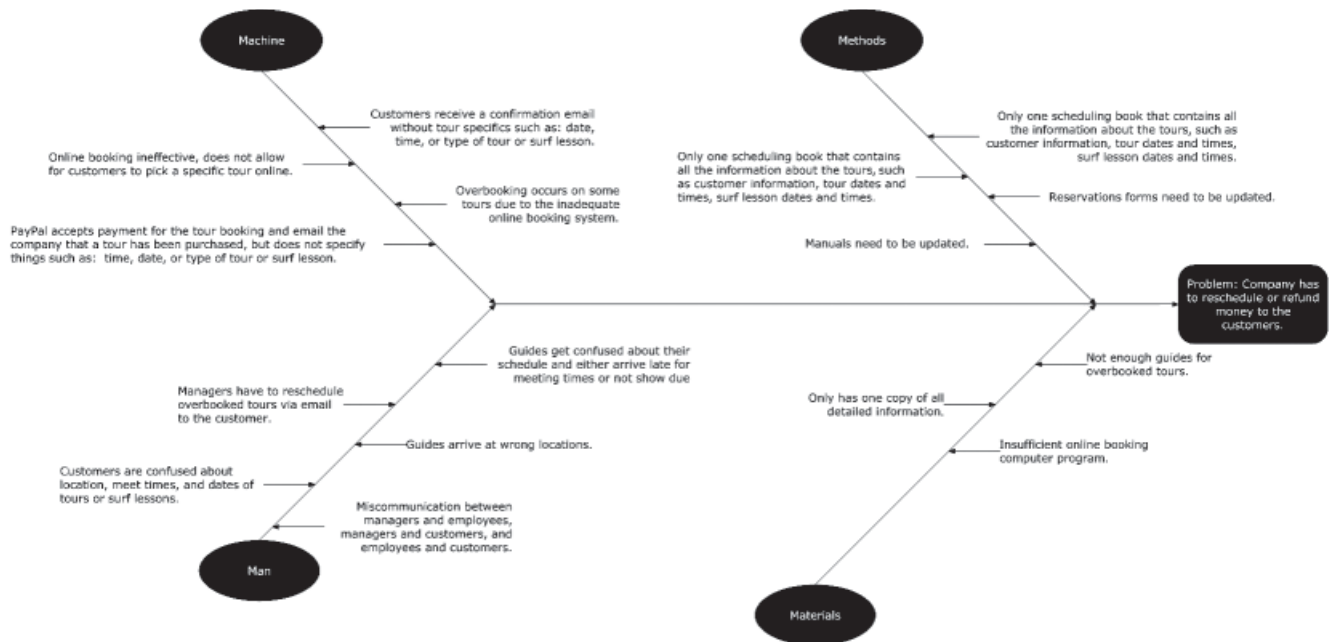 Machine
Methods
Customers receive a confirmation email
without tour specifics such as: date,
time, or type of tour or surf lesson.
Online booking ineffective, does not allow
for customers to pick a specific tour online.
Overbooking occurs on some
tours due to the inadequate
online booking system.
PayPal accepts payment for the tour booking and email the
company that a tour has been purchased, but does not specify
things such as: time, date, or type of tour or surf lesson.
Only one scheduling book that contains all
the information about the tours, such as
customer information, tour dates and times,
surf lesson dates and times.
Only one scheduling book that contains
all the information about the tours, such
as customer information, tour dates and
times, surf lesson dates and times.
Reservations forms need to be updated.
Manuals need to be updated.
Problem: Company has
to reschedule or refund
money to the
customers.
Guides get confused about their
schedule and either arrive late for
meeting times or not show due
Managers have to reschedule
overbooked tours via email
to the customer.
Guides arrive at wrong locations.
Customers are confused about
location, meet times, and dates of
tours or surf lessons.
Miscommunication between
managers and employees,
managers and customers, and
employees and customers.
Man
Not enough guides for
overbooked tours.
Only has one copy of all
detailed information.
Insufficient online booking
computer program.
Materials